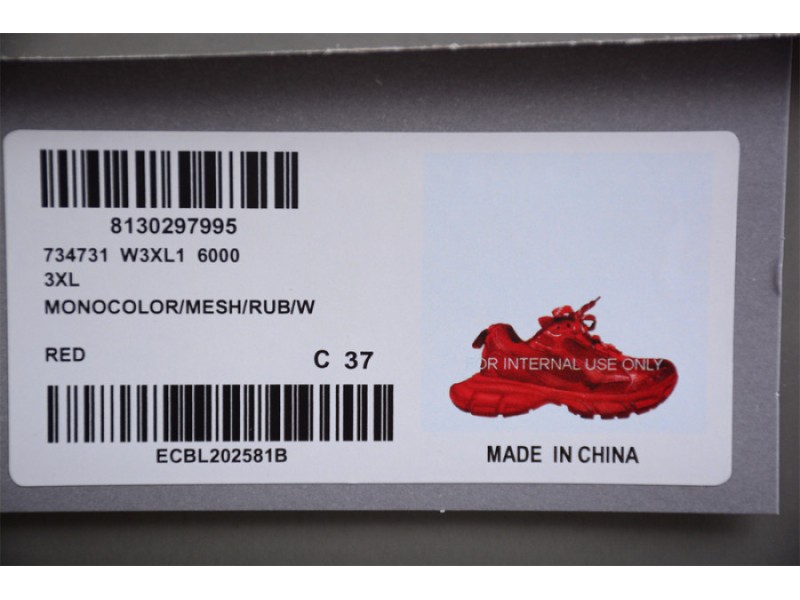 8130297995
734731 W3XL1 6000
3XL
MONOCOLOR/MESH/RUB/W
RED
C 37
ECBL202581B
FOR INTERNAL USE ONLY
MADE IN CHINA